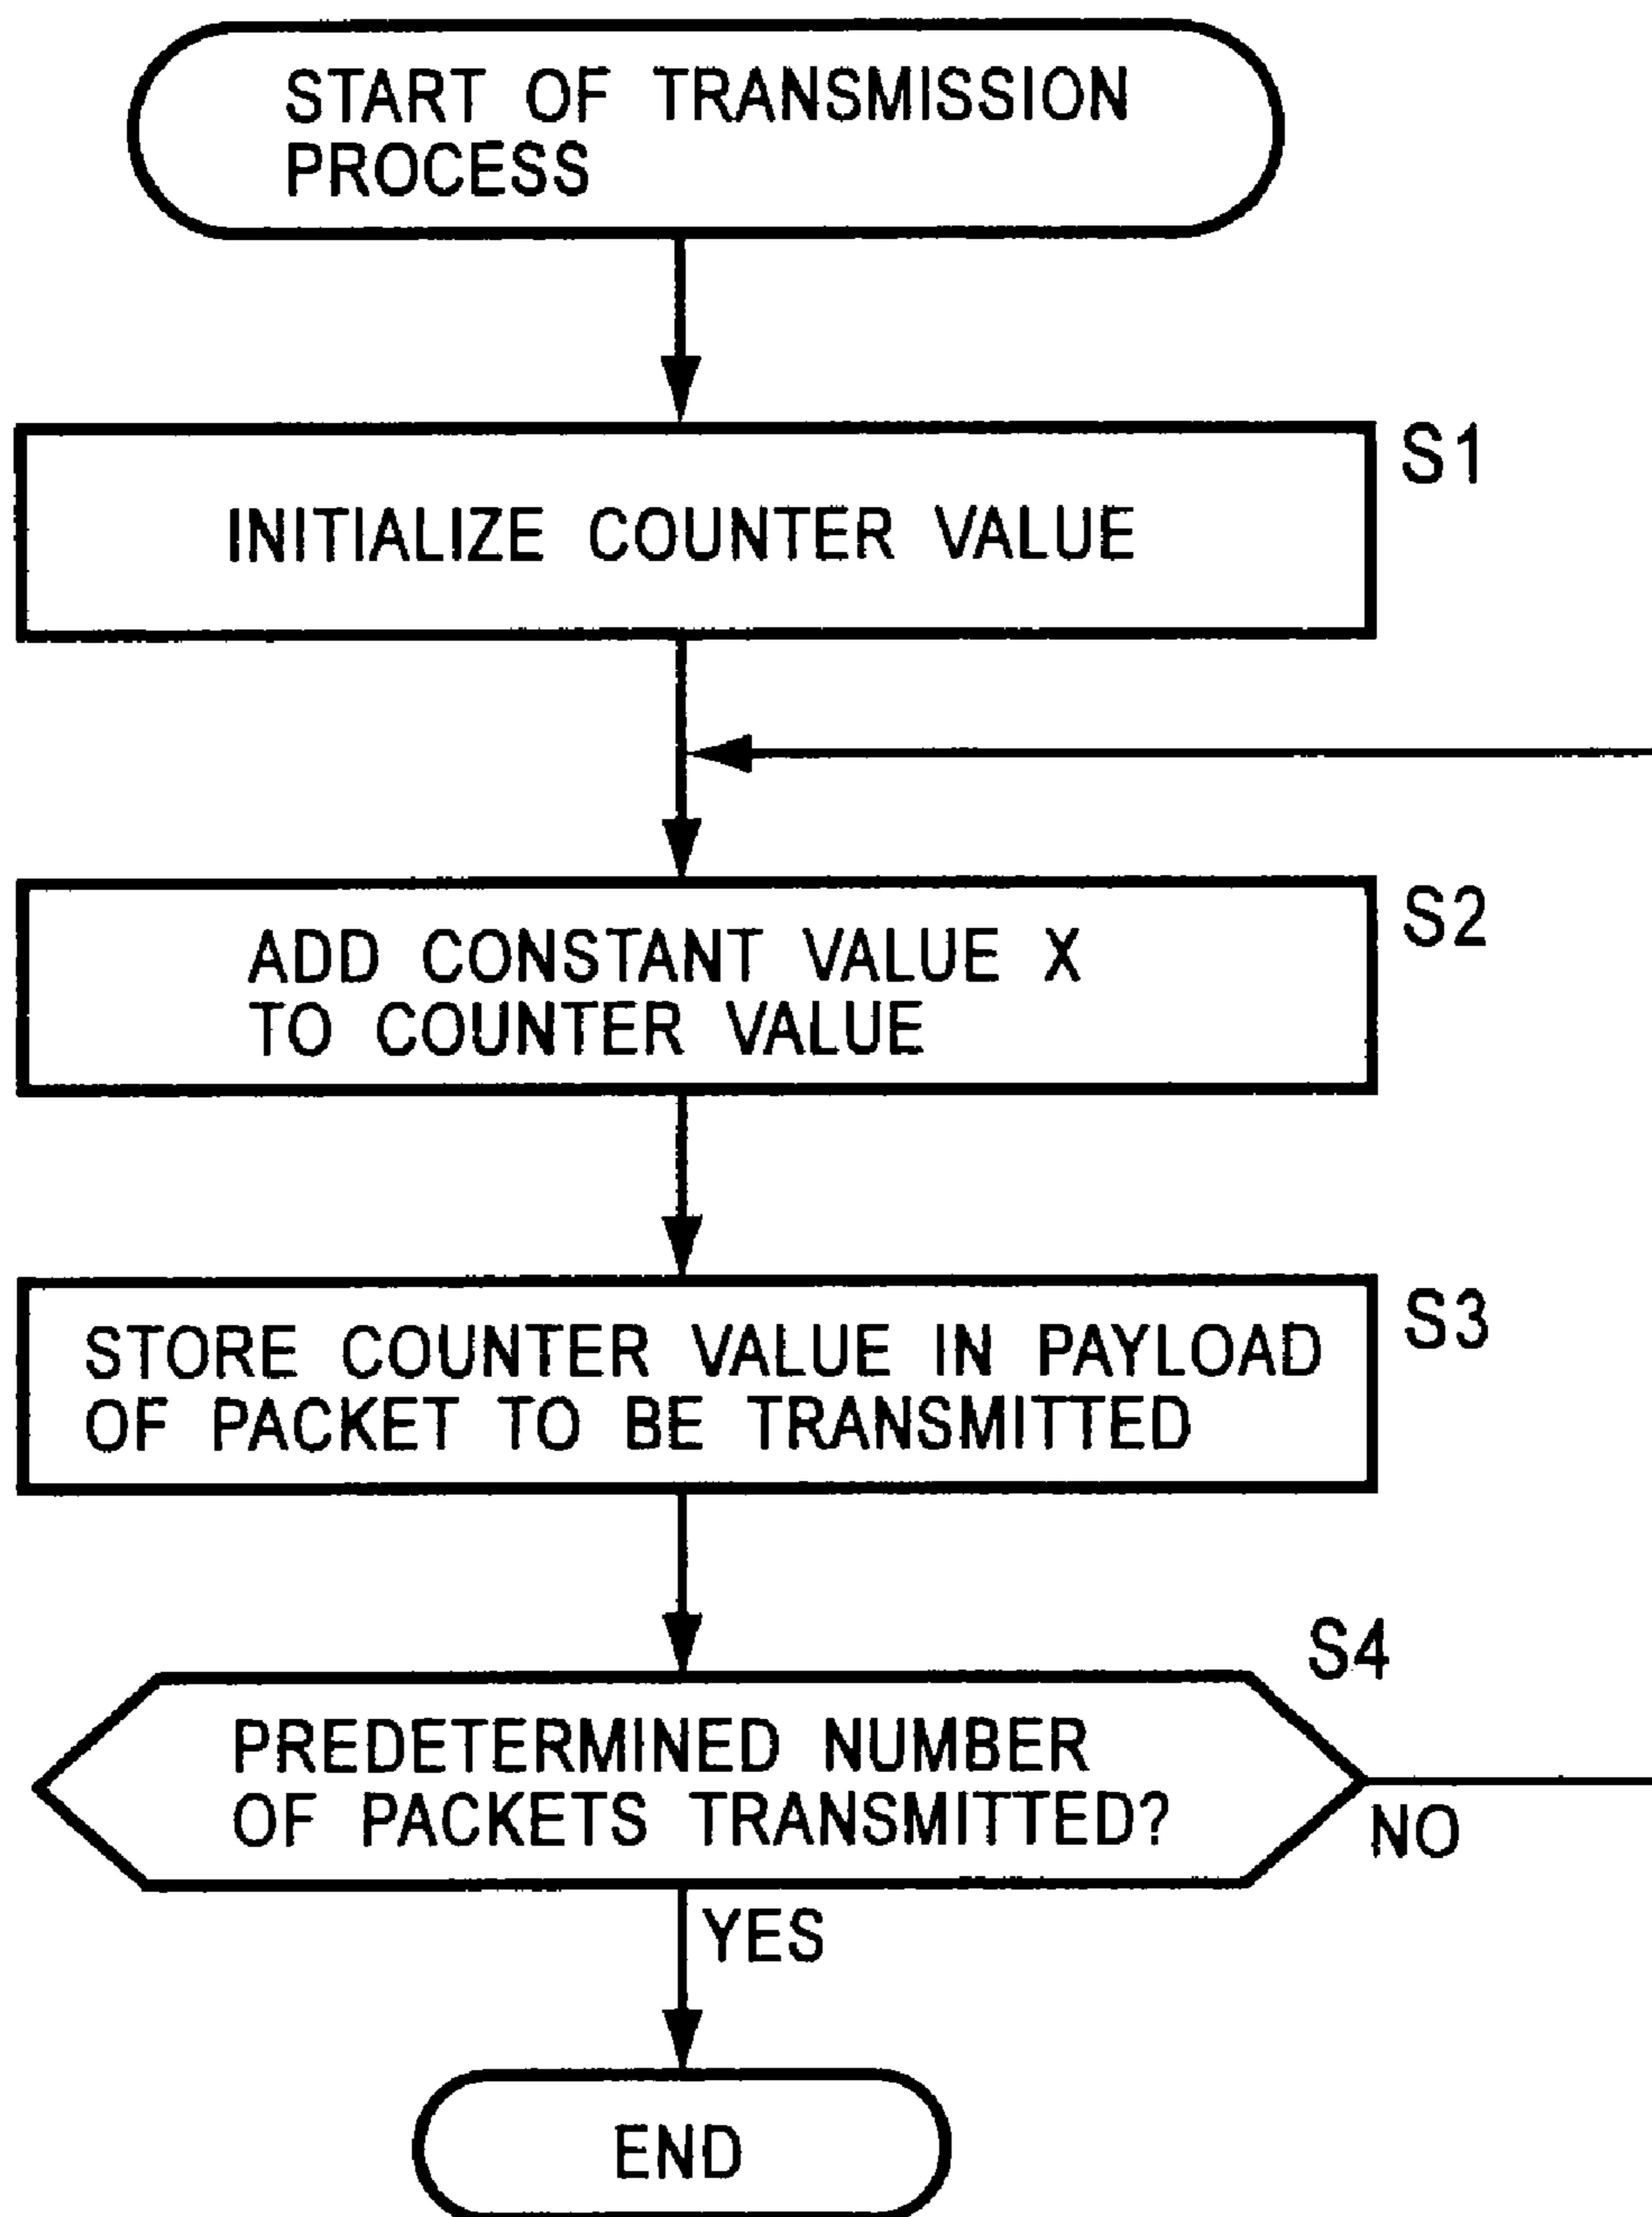 START OF TRANSMISSION
PROCESS
S1
INITIALIZE COUNTER VALUE
S2
ADD CONSTANT VALUE X
TO COUNTER VALUE
S3
STORE COUNTER VALUE IN PAYLOAD
OF PACKET TO BE TRANSMITTED
S4
PREDETERMINED NUMBER
OF PACKETS TRANSMITTED?
NO
YES
END